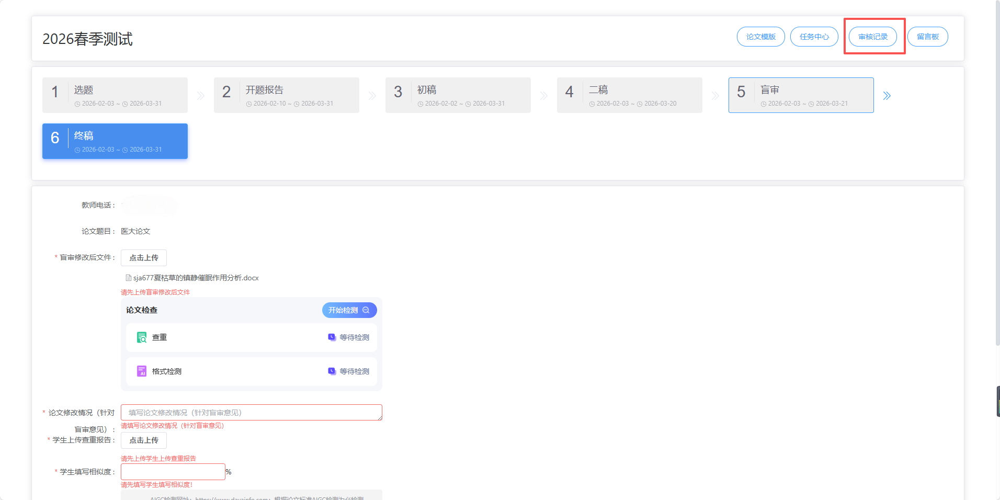 2026春季测试
论文模版
任务中心
审核记录
留言板
1 选题
2026-02-03 ~ 2026-03-31
2 开题报告
2026-02-10 ~ 2026-03-31
3 初稿
2026-02-02 ~ 2026-03-31
4 二稿
2026-02-03 ~ 2026-03-20
5 盲审
2026-02-03 ~ 2026-03-21
6 终稿
2026-02-03 ~ 2026-03-31
教师电话：
论文题目： 医大论文
* 盲审修改后文件： 点击上传
sja677夏枯草的镇静催眠作用分析.docx
请先上传盲审修改后文件
论文检查 开始检测
查重 等待检测
AI 格式检测 等待检测
* 论文修改情况（针对
盲审意见）：
填写论文修改情况（针对盲审意见）
请填写论文修改情况（针对盲审意见）
* 学生上传查重报告： 点击上传
请先上传学生上传查重报告
* 学生填写相似度： %
请先填写学生填写相似度！
AIGC检测网址：https://www.dayainfo.com；根据论文标准AIGC检测为必检测